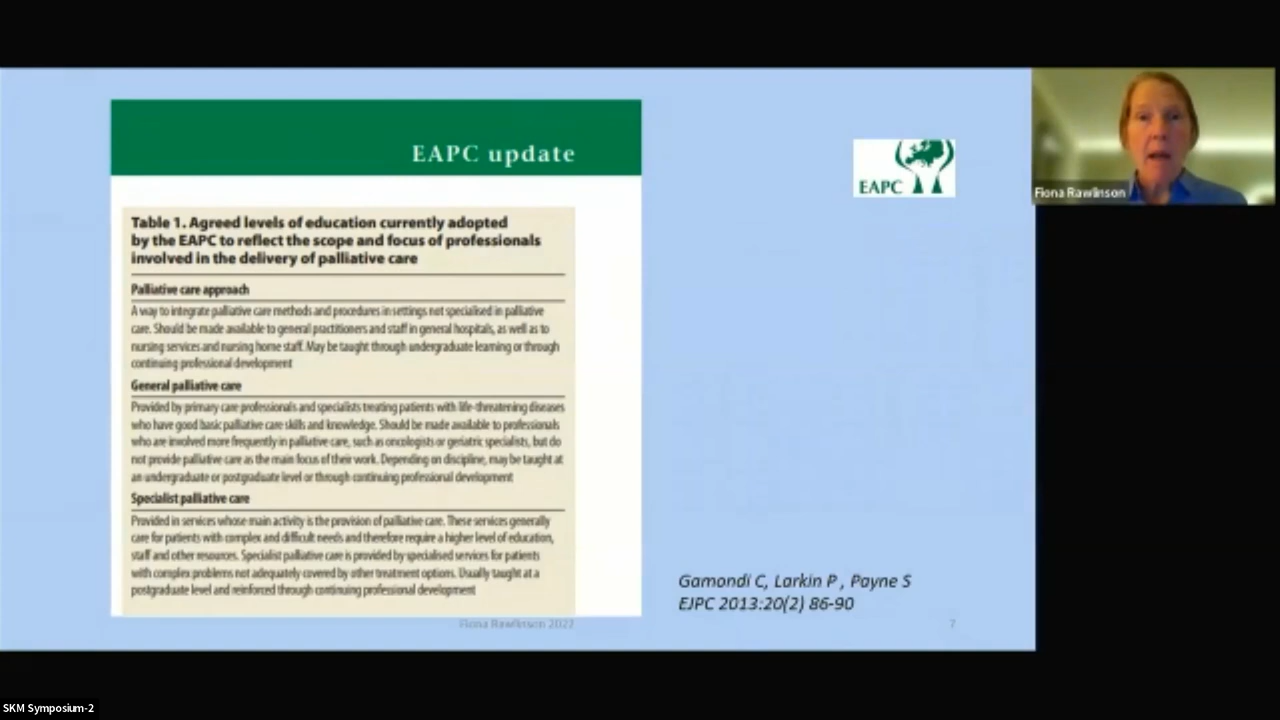 EAPC update
EAPC
Fiona Rawlinson
Table 1. Agreed levels of education currently adopted
by the EAPC to reflect the scope and focus of professionals
involved in the delivery of palliative care
Palliative care approach
A way to integrate palliative care methods and procedures in settings not specialised in palliative
care. Should be made available to general practitioners and staff in general hospitals, as well as to
nursing services and nursing home staff. May be taught through undergraduate learning or through
continuing professional development
General palliative care
Provided by primary care professionals and specialists treating patients with life-threatening diseases
who have good basic palliative care skills and knowledge. Should be made available to professionals
who are involved more frequently in palliative care, such as oncologists or geriatric specialists, but do
not provide palliative care as the main focus of their work. Depending on discipline, may be taught at
an undergraduate or postgraduate level or through continuing professional development
Specialist palliative care
Provided in services whose main activity is the provision of palliative care. These services generally
care for patients with complex and difficult needs and therefore require a higher level of education,
staff and other resources. Specialist palliative care is provided by specialised services for patients
with complex problems not adequately covered by other treatment options. Usually taught at a
postgraduate level and reinforced through continuing professional development
Gamondi C, Larkin P , Payne S
EJPC 2013:20(2) 86-90
Fiona Rawlinson 2022
7
SKM Symposium-2